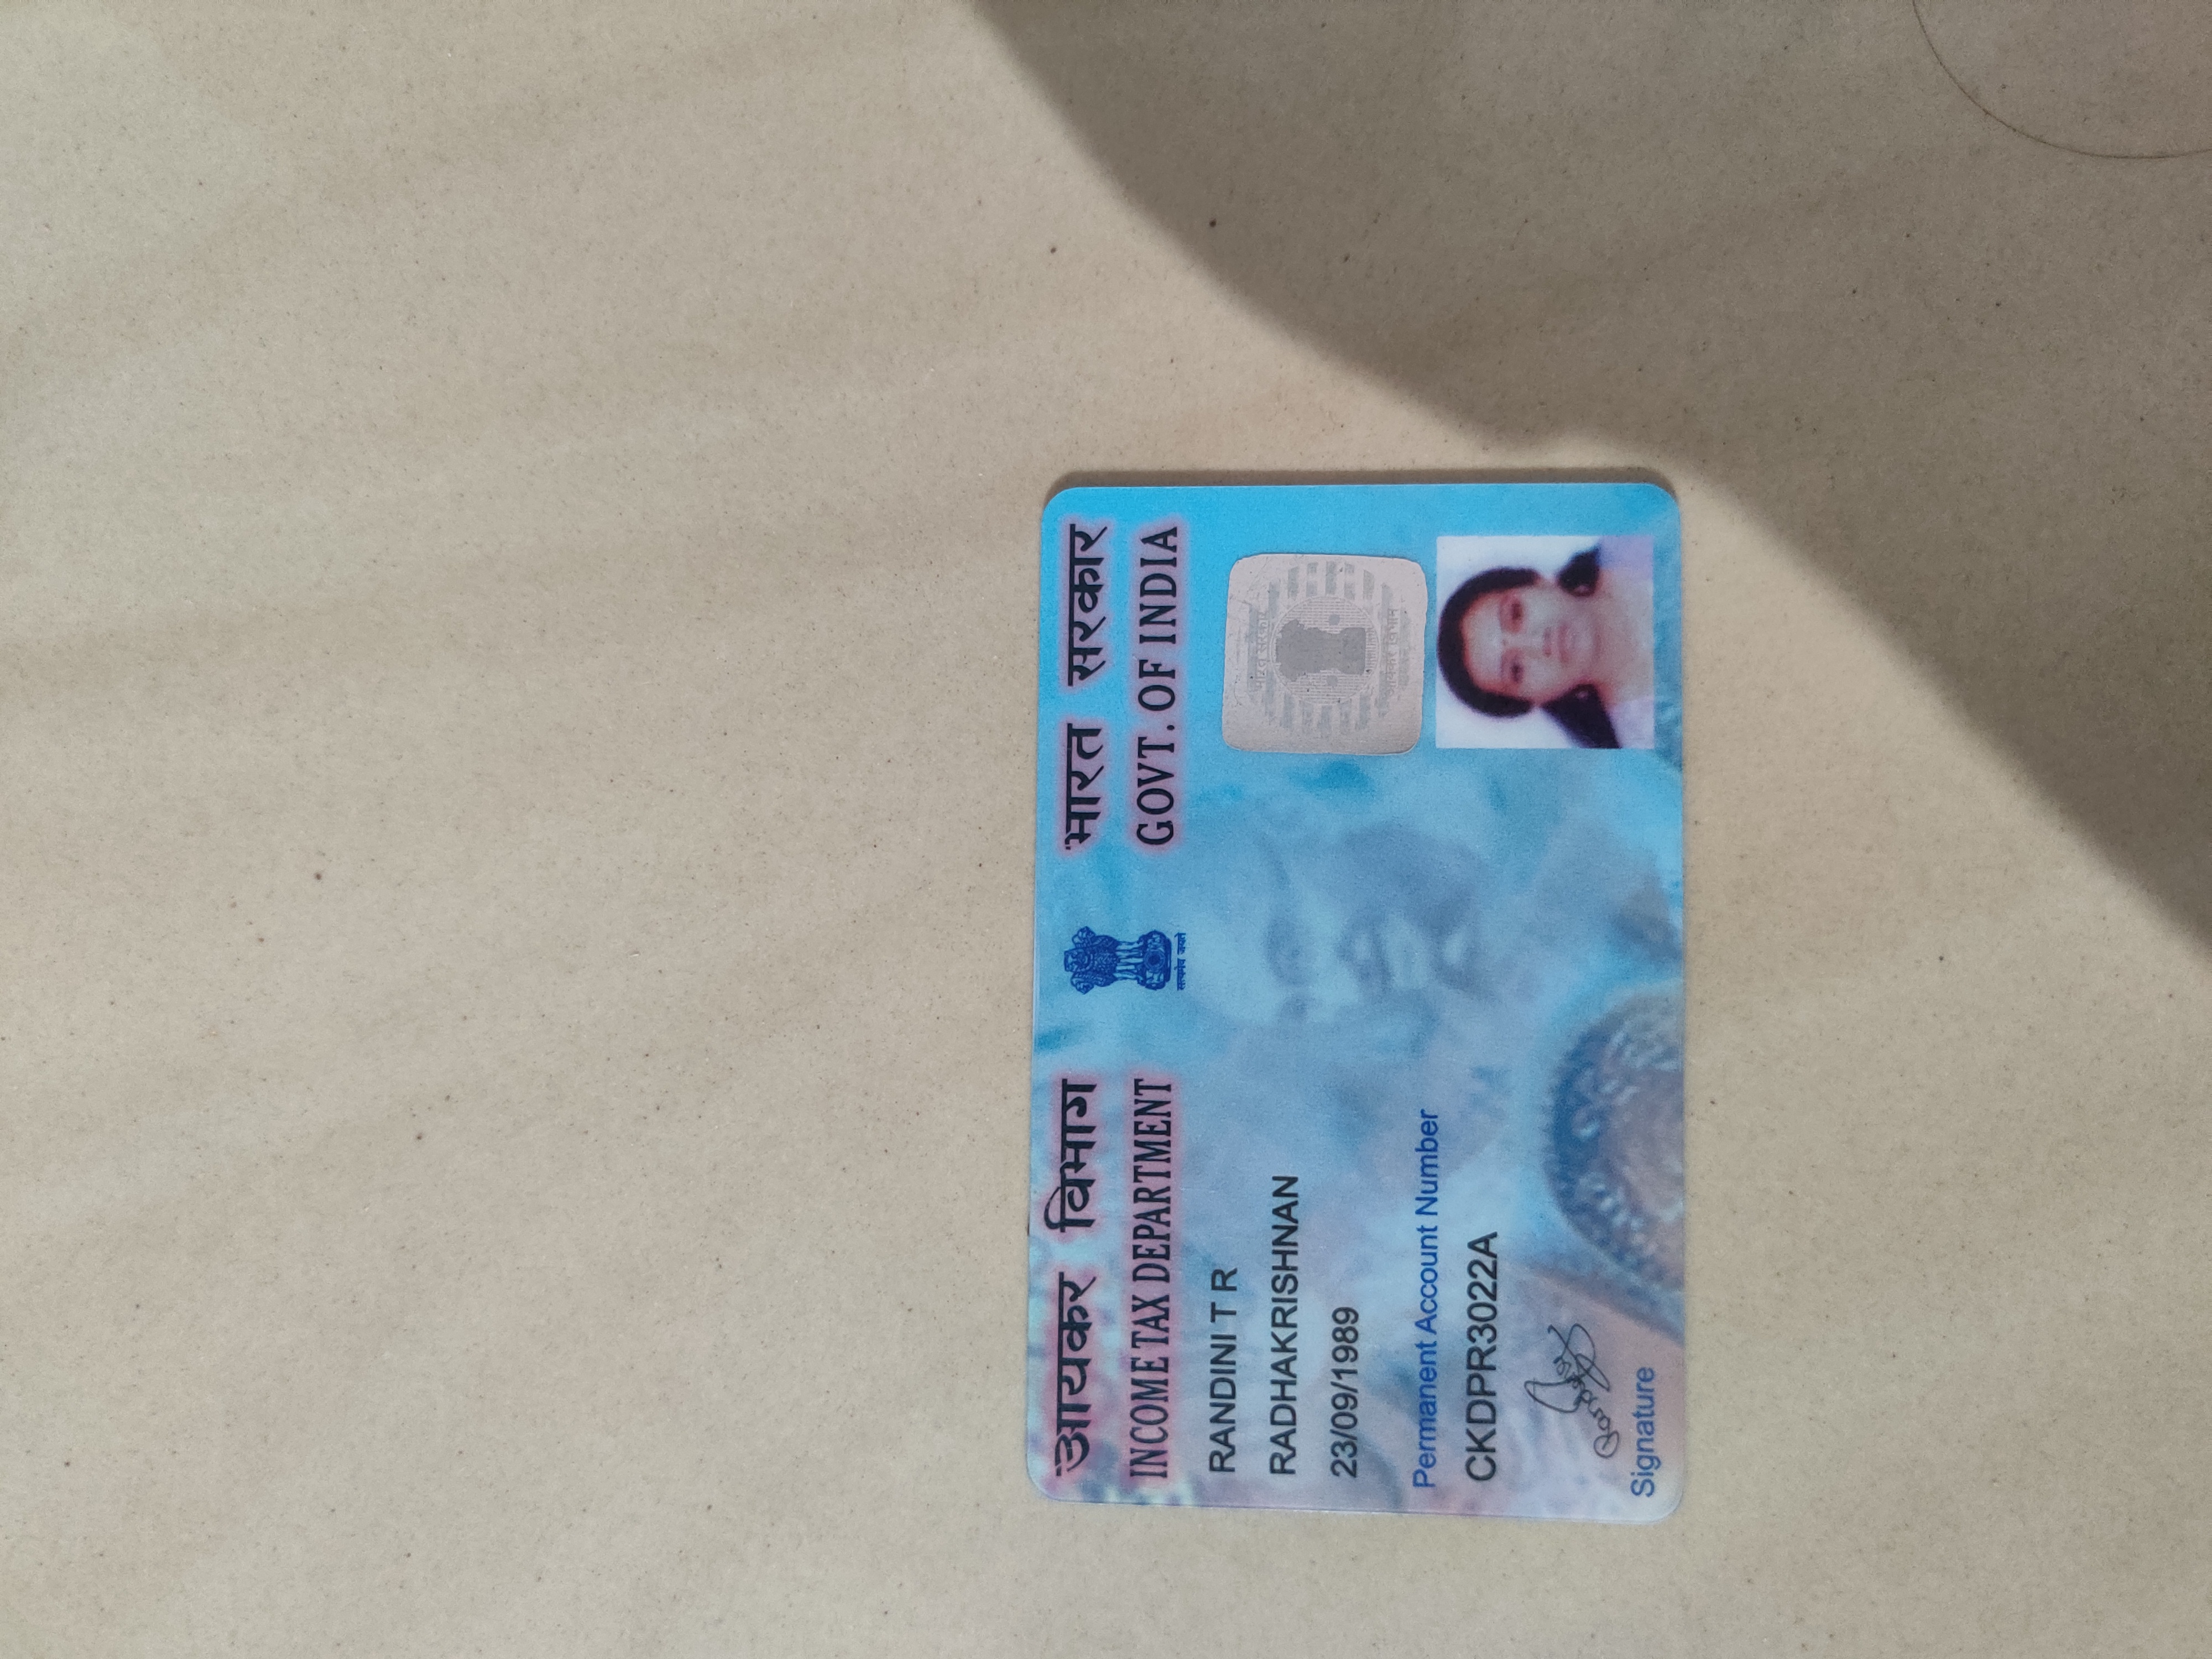 आयकर विभाग
INCOME TAX DEPARTMENT
सत्यमेव जयते
भारत सरकार
GOVT. OF INDIA
RANDINI T R
RADHAKRISHNAN
23/09/1989
Permanent Account Number
CKDPR3022A
Signature
भारत सरकार
आयकर विभाग